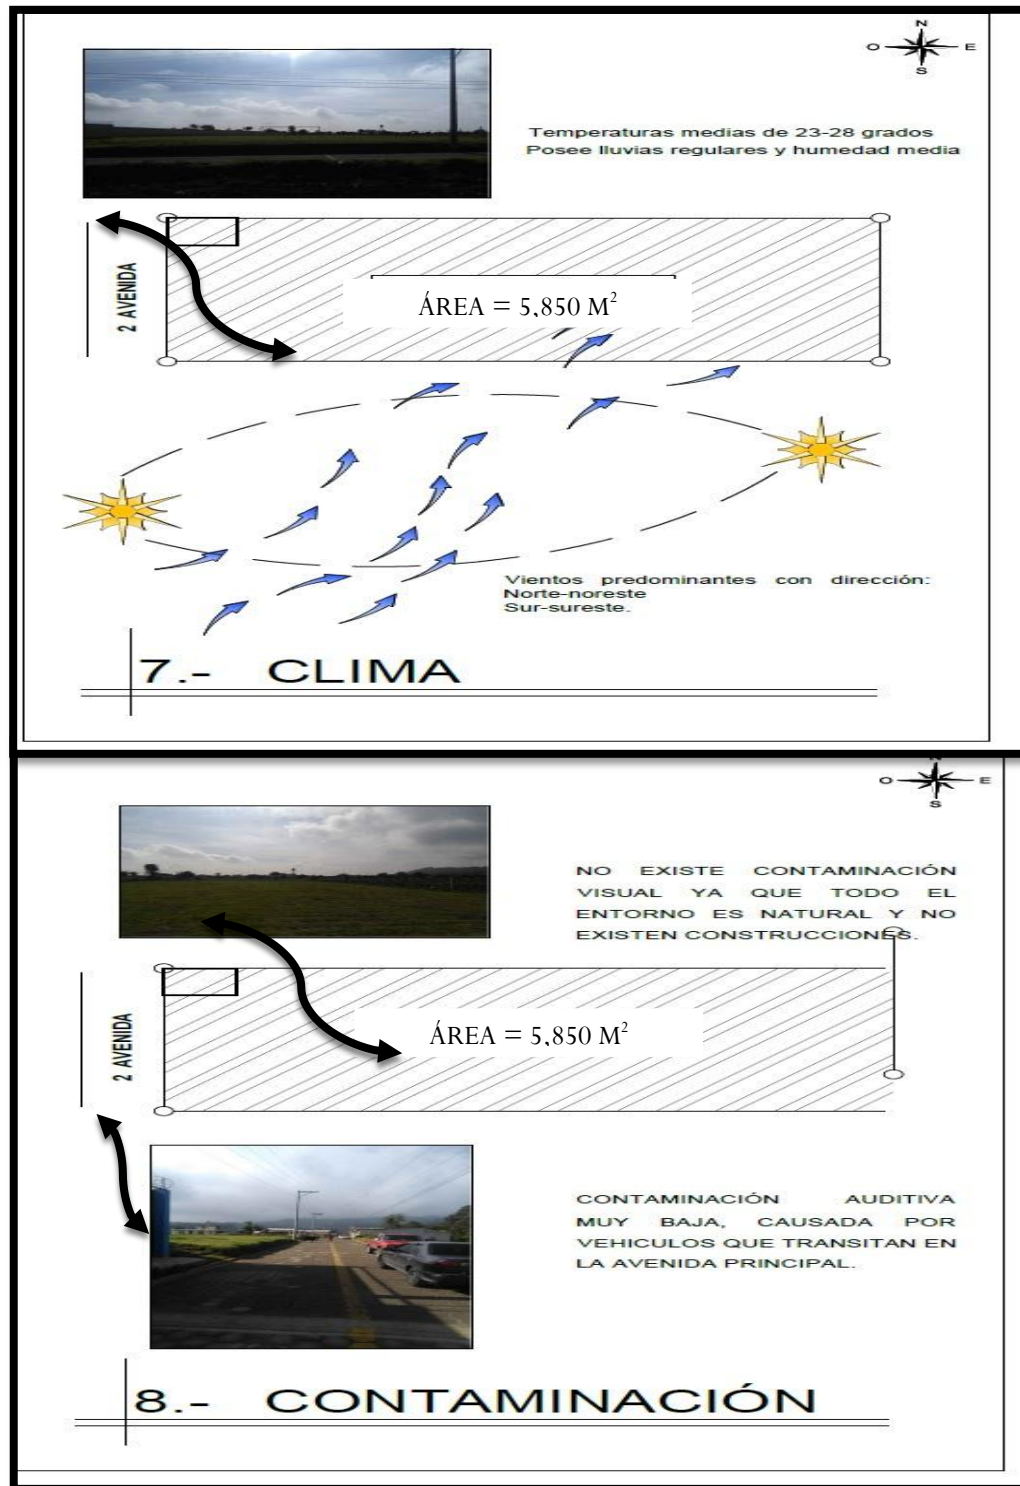 N
O E
S
Temperaturas medias de 23-28 grados
Posee lluvias regulares y humedad media
2 AVENIDA
ÁREA = 5,850 M²
Vientos predominantes con dirección:
Norte-noreste
Sur-sureste.
7.- CLIMA
N
O E
S
NO EXISTE CONTAMINACIÓN
VISUAL YA QUE TODO EL
ENTORNO ES NATURAL Y NO
EXISTEN CONSTRUCCIONES.
2 AVENIDA
ÁREA = 5,850 M²
CONTAMINACIÓN AUDITIVA
MUY BAJA, CAUSADA POR
VEHICULOS QUE TRANSITAN EN
LA AVENIDA PRINCIPAL.
8.- CONTAMINACIÓN